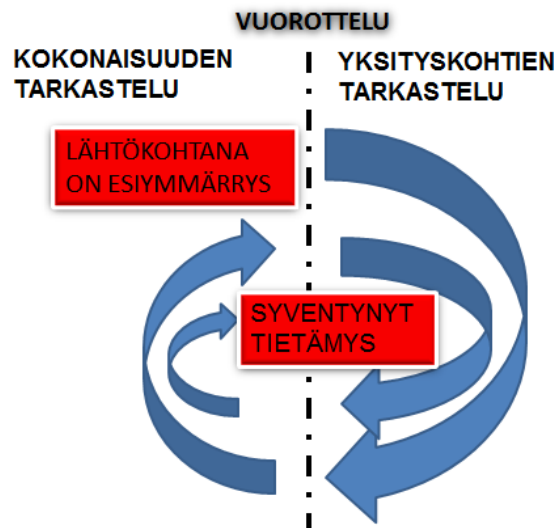 VUOROTTELU
KOKONAISUUDEN
TARKASTELU
YKSITYSKOHTIEN
TARKASTELU
LÄHTÖKOHTANA
ON ESIYMMÄRRYS
SYVENTYNYT
TIETÄMYS